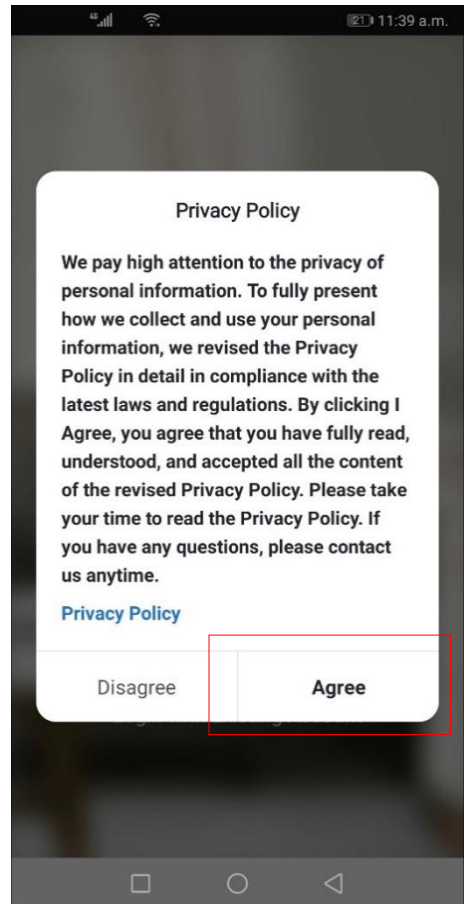 46 21 11:39 a.m.
Privacy Policy
We pay high attention to the privacy of
personal information. To fully present
how we collect and use your personal
information, we revised the Privacy
Policy in detail in compliance with the
latest laws and regulations. By clicking I
Agree, you agree that you have fully read,
understood, and accepted all the content
of the revised Privacy Policy. Please take
your time to read the Privacy Policy. If
you have any questions, please contact
us anytime.
Privacy Policy
Disagree Agree